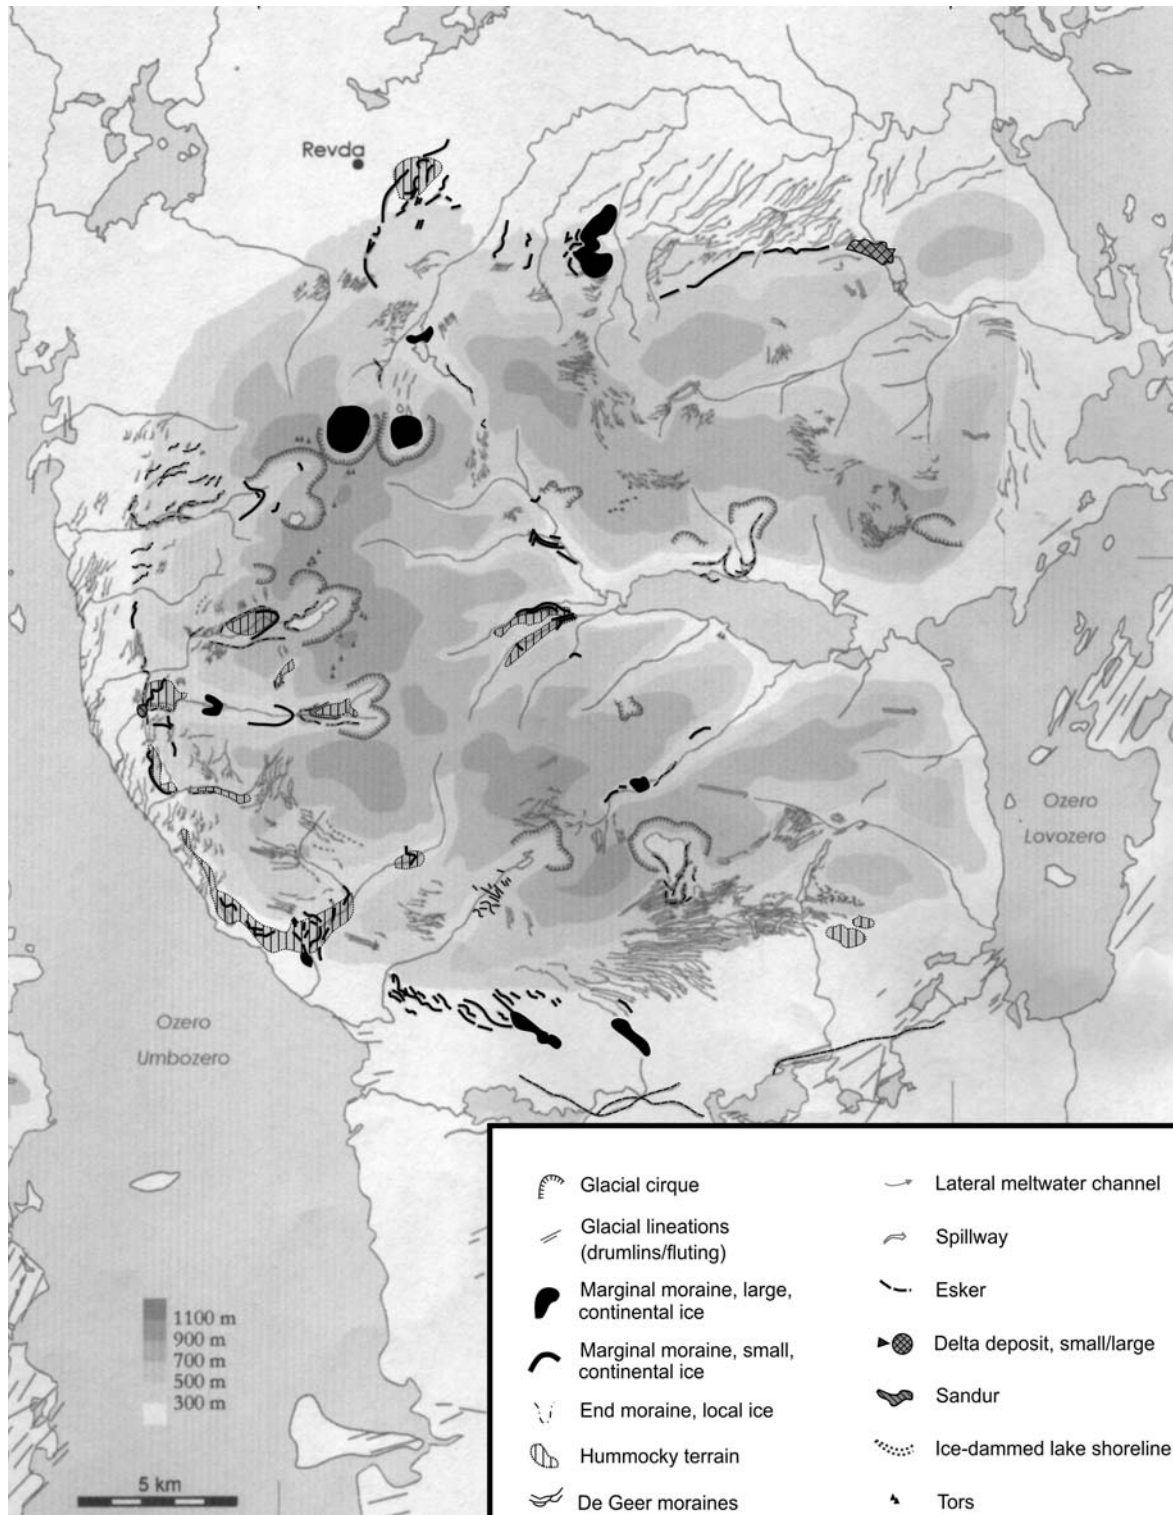 Revda
Ozero
Lovozero
Ozero
Umbozero
1100 m
900 m
700 m
500 m
300 m
5 km
Glacial cirque
Glacial lineations
(drumlins/fluting)
Marginal moraine, large,
continental ice
Marginal moraine, small,
continental ice
End moraine, local ice
Hummocky terrain
De Geer moraines
Lateral meltwater channel
Spillway
Esker
Delta deposit, small/large
Sandur
Ice-dammed lake shoreline
Tors